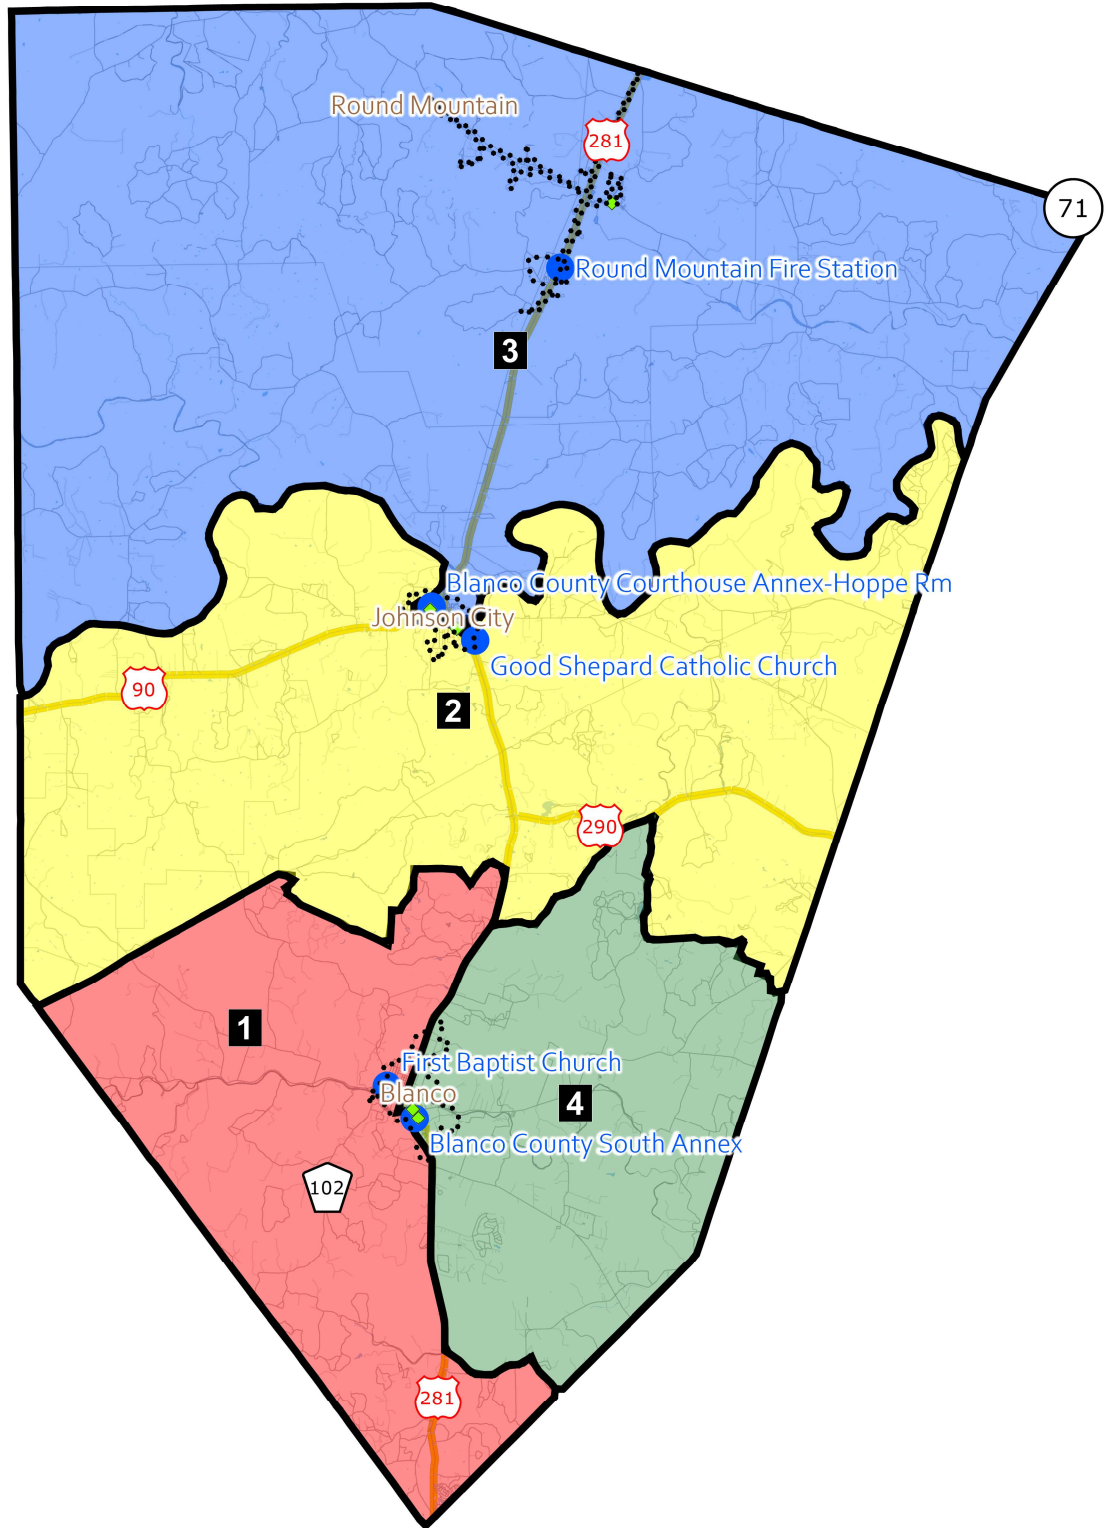 Round Mountain
281
71
Round Mountain Fire Station
3
Blanco County Courthouse Annex-Hoppe Rm
Johnson City
Good Shepard Catholic Church
90
2
290
1
First Baptist Church
Blanco
4
Blanco County South Annex
102
281